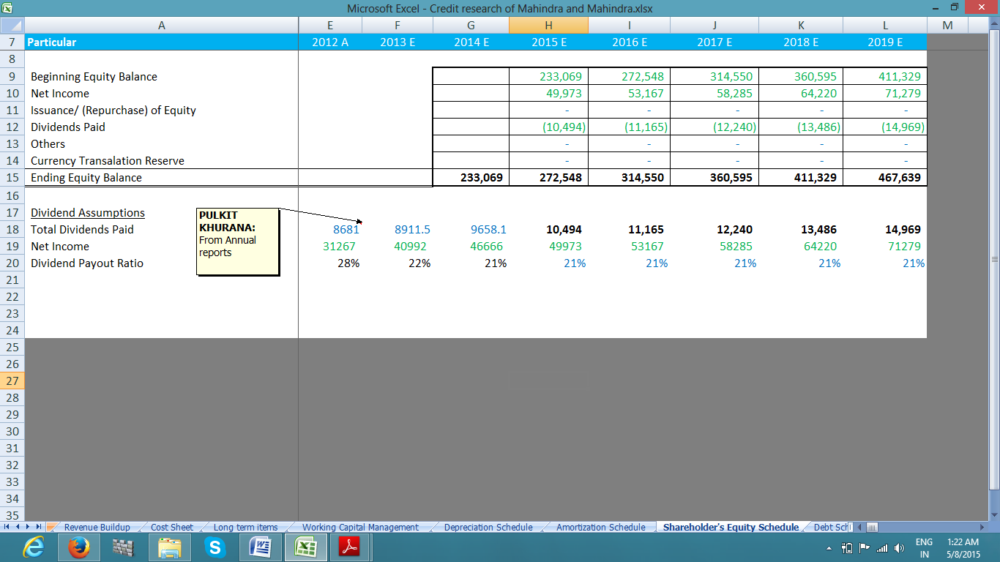 Microsoft Excel - Credit research of Mahindra and Mahindra.xlsx
A E F G H I J K L M
7 Particular 2012 A 2013 E 2014 E 2015 E 2016 E 2017 E 2018 E 2019 E
8
9 Beginning Equity Balance 233,069 272,548 314,550 360,595 411,329
10 Net Income 49,973 53,167 58,285 64,220 71,279
11 Issuance/ (Repurchase) of Equity - - - - -
12 Dividends Paid (10,494) (11,165) (12,240) (13,486) (14,969)
13 Others - - - - -
14 Currency Transalation Reserve - - - - -
15 Ending Equity Balance 233,069 272,548 314,550 360,595 411,329 467,639
16
17 Dividend Assumptions
18 Total Dividends Paid 8681 8911.5 9658.1 10,494 11,165 12,240 13,486 14,969
19 Net Income 31267 40992 46666 49973 53167 58285 64220 71279
20 Dividend Payout Ratio 28% 22% 21% 21% 21% 21% 21% 21%
PULKIT
KHURANA:
From Annual
reports
21
22
23
24
25
26
27
28
29
30
31
32
33
34
35
Revenue Buildup Cost Sheet Long term items Working Capital Management Depreciation Schedule Amortization Schedule Shareholder's Equity Schedule Debt Sch
ENG 1:22 AM
IN 5/8/2015